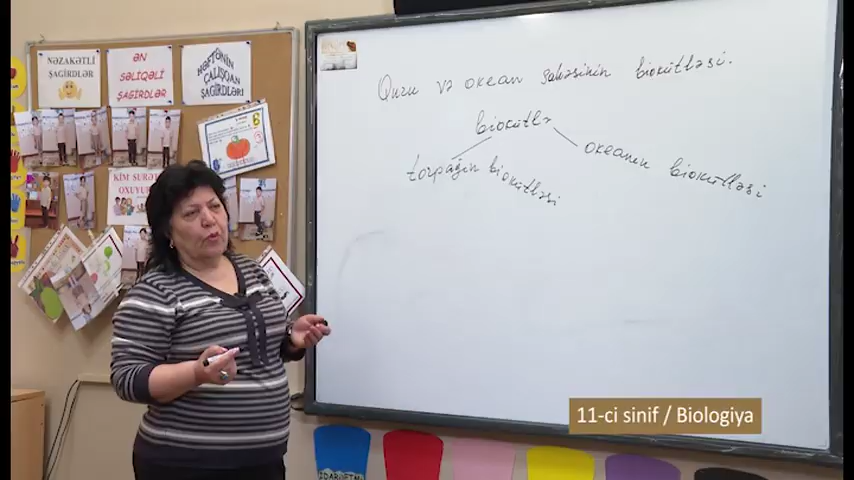 NƏZAKƏTLİ
ŞAGİRDLƏR
ƏN
SƏLİQƏLİ
ŞAGİRDLƏR
HƏFTƏNİN
ÇALIŞQAN
ŞAGİRDLƏRİ
KİM SURƏT
OXUYUR
Quru və okean sahəsinin biokütləsi.
biokütlə
torpağın biokütləsi
okeanın biokütləsi
11-ci sinif / Biologiya